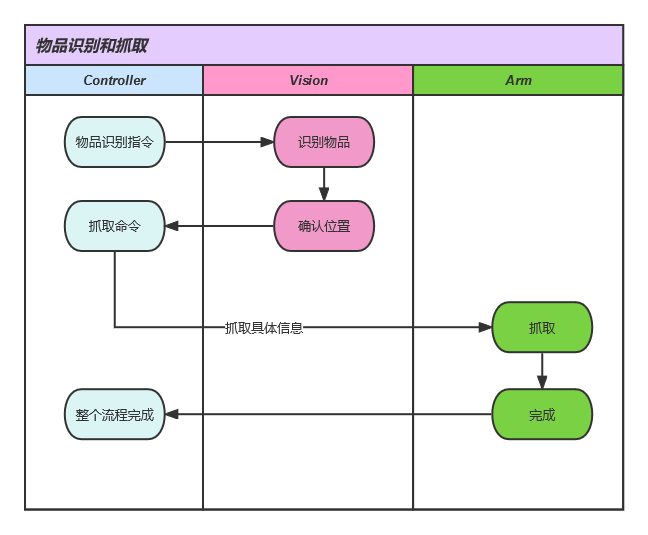 物品识别和抓取
Controller
Vision
Arm
物品识别指令
识别物品
抓取命令
确认位置
抓取具体信息
抓取
整个流程完成
完成